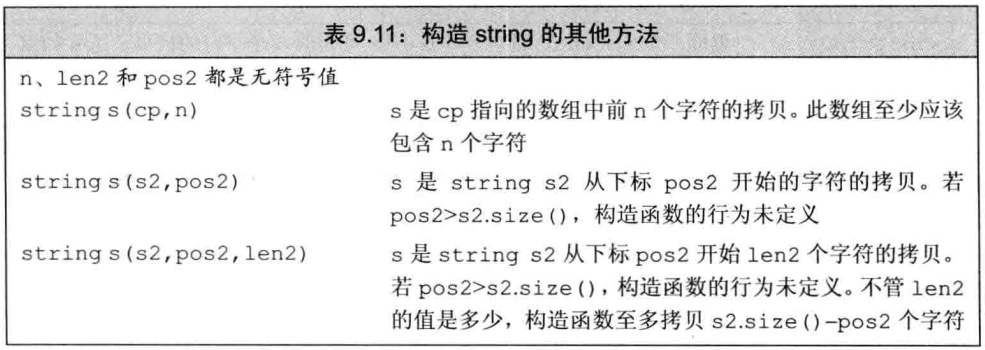 表 9.11：构造 string 的其他方法
n、len2 和 pos2 都是无符号值
string s(cp,n) s 是 cp 指向的数组中前 n 个字符的拷贝。此数组至少应该
包含 n 个字符
string s(s2,pos2) s 是 string s2 从下标 pos2 开始的字符的拷贝。若
pos2>s2.size()，构造函数的行为未定义
string s(s2,pos2,len2) s 是 string s2 从下标 pos2 开始 len2 个字符的拷贝。
若 pos2>s2.size()，构造函数的行为未定义。不管 len2
的值是多少，构造函数至多拷贝 s2.size()-pos2 个字符